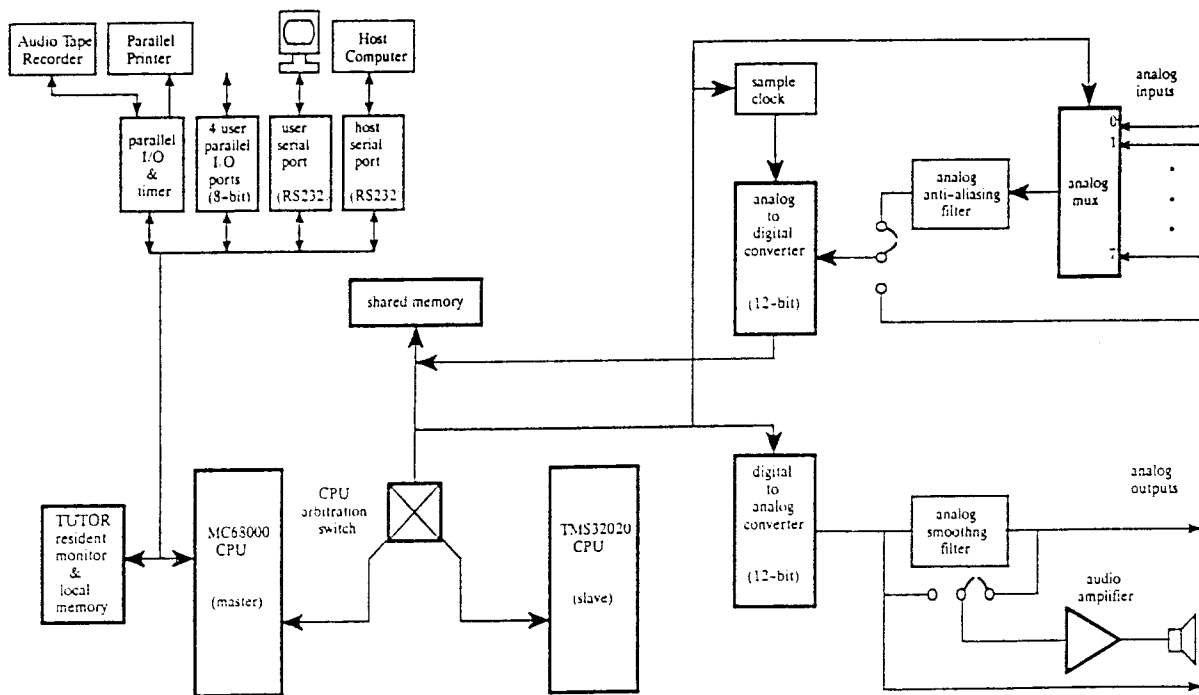 Audio Tape
Recorder
Parallel
Printer
Host
Computer
parallel
I/O
&
timer
4 user
parallel
I/O
ports
(8-bit)
user
serial
port
(RS232
host
serial
port
(RS232
sample
clock
analog
inputs
analog
to
digital
converter
(12-bit)
analog
anti-aliasing
filter
analog
mux
0
1
7
shared memory
TUTOR
resident
monitor
&
local
memory
MC68000
CPU
(master)
CPU
arbitration
switch
TMS32020
CPU
(slave)
digital
to
analog
converter
(12-bit)
analog
smoothng
filter
analog
outputs
audio
amplifier